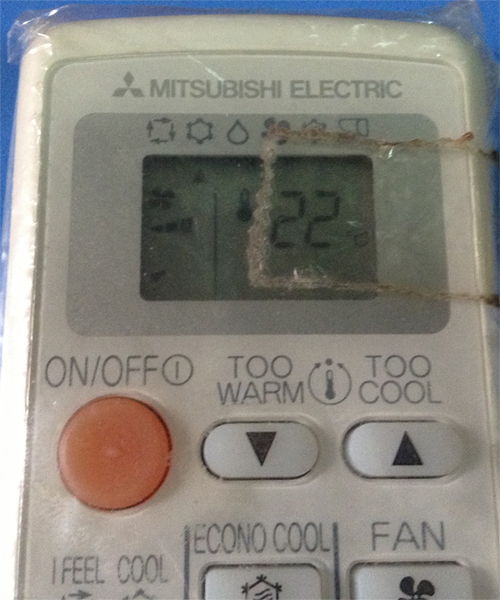 MITSUBISHI ELECTRIC
22
ON/OFF
TOO WARM
TOO COOL
ECONO COOL
FAN
I FEEL COOL